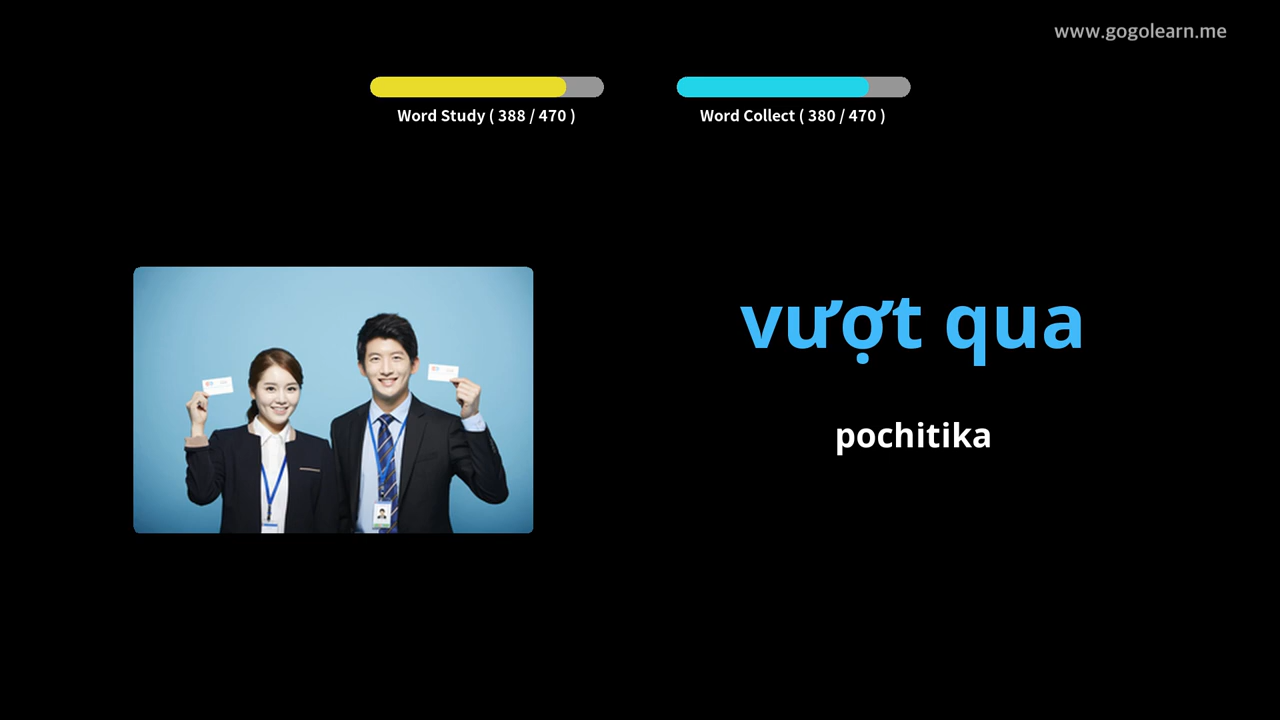 www.gogolearn.me
Word Study ( 388 / 470 )
Word Collect ( 380 / 470 )
vượt qua
pochitika